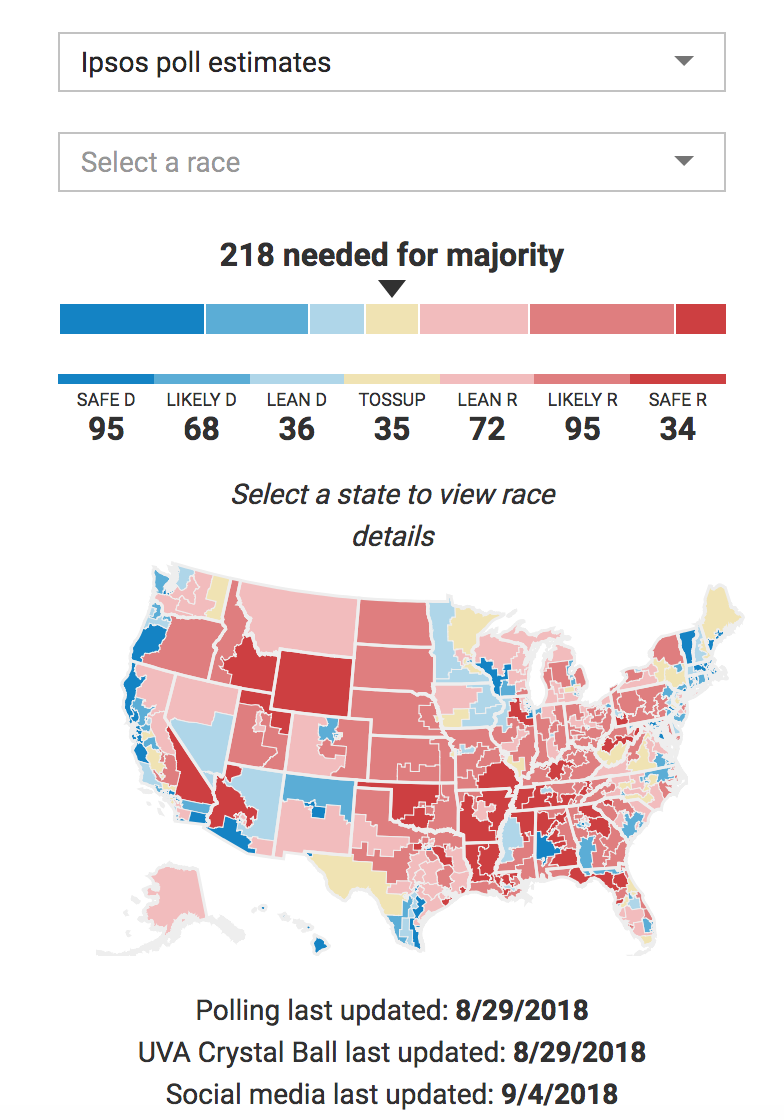 Ipsos poll estimates
Select a race
218 needed for majority
SAFE D LIKELY D LEAN D TOSSUP LEAN R LIKELY R SAFE R
95 68 36 35 72 95 34
Select a state to view race
details
Polling last updated: 8/29/2018
UVA Crystal Ball last updated: 8/29/2018
Social media last updated: 9/4/2018